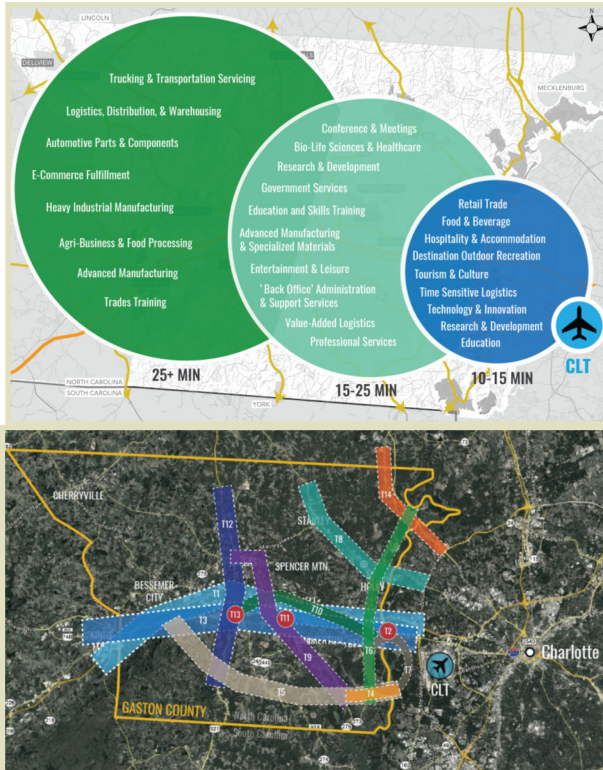 LINCOLN
N
DELLVIEW
MECKLENBURG
Trucking & Transportation Servicing
Logistics, Distribution, & Warehousing
Automotive Parts & Components
E-Commerce Fulfillment
Heavy Industrial Manufacturing
Agri-Business & Food Processing
Advanced Manufacturing
Trades Training
Conference & Meetings
Bio-Life Sciences & Healthcare
Research & Development
Government Services
Education and Skills Training
Advanced Manufacturing
& Specialized Materials
Entertainment & Leisure
'Back Office' Administration
& Support Services
Value-Added Logistics
Professional Services
Retail Trade
Food & Beverage
Hospitality & Accommodation
Destination Outdoor Recreation
Tourism & Culture
Time Sensitive Logistics
Technology & Innovation
Research & Development
Education
CLT
25+ MIN
15-25 MIN
10-15 MIN
NORTH CAROLINA
SOUTH CAROLINA
YORK
CHERRYVILLE
T14
T12
T8
SPENCER MTN.
BESSEMER
CITY
T1
T3
T13
T11
T10
T2
T6
T9
T7
T5
T4
Charlotte
CLT
GASTON COUNTY
North Carolina
South Carolina